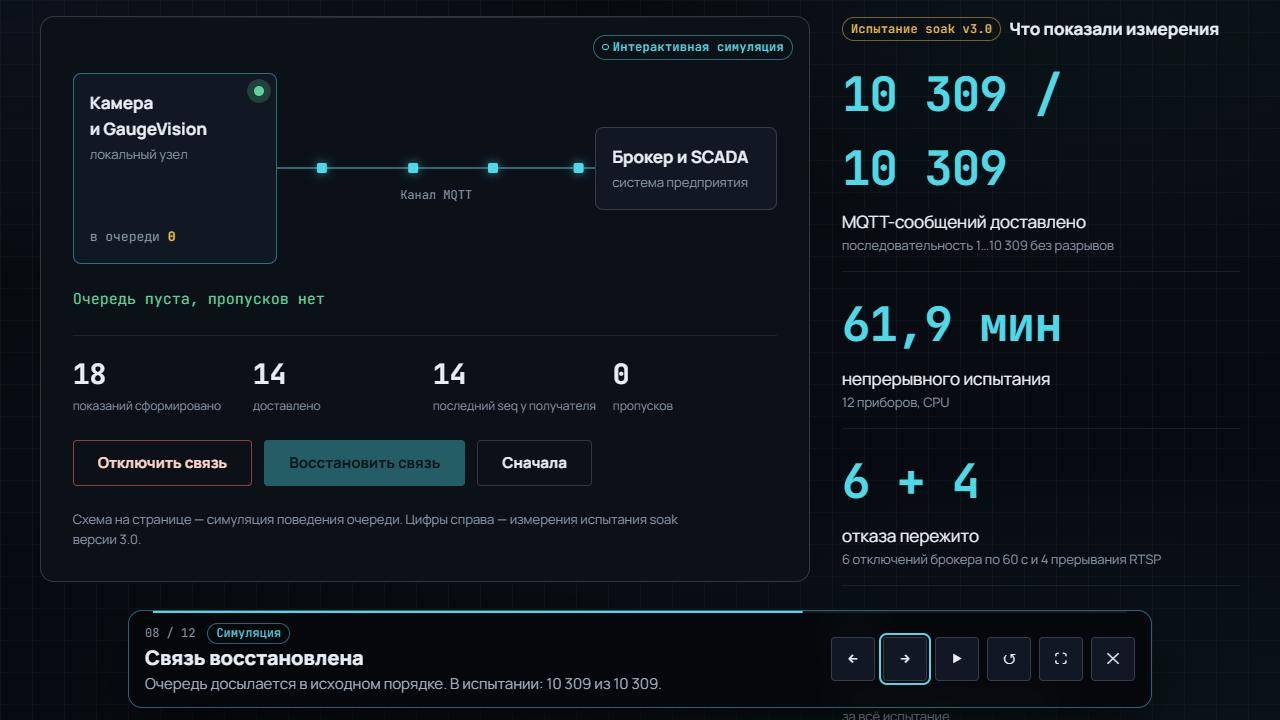 Интерактивная симуляция
Камера
и GaugeVision
локальный узел
в очереди 0
Канал MQTT
Брокер и SCADA
система предприятия
Очередь пуста, пропусков нет
18
показаний сформировано
14
доставлено
14
последний seq у получателя
0
пропусков
Отключить связь
Восстановить связь
Сначала
Схема на странице — симуляция поведения очереди. Цифры справа — измерения испытания soak
версии 3.0.
Испытание soak v3.0
Что показали измерения
10 309 /
10 309
MQTT-сообщений доставлено
последовательность 1…10 309 без разрывов
61,9 мин
непрерывного испытания
12 приборов, CPU
6 + 4
отказа пережито
6 отключений брокера по 60 с и 4 прерывания RTSP
08 / 12
Симуляция
Связь восстановлена
Очередь досылается в исходном порядке. В испытании: 10 309 из 10 309.
за всё испытание